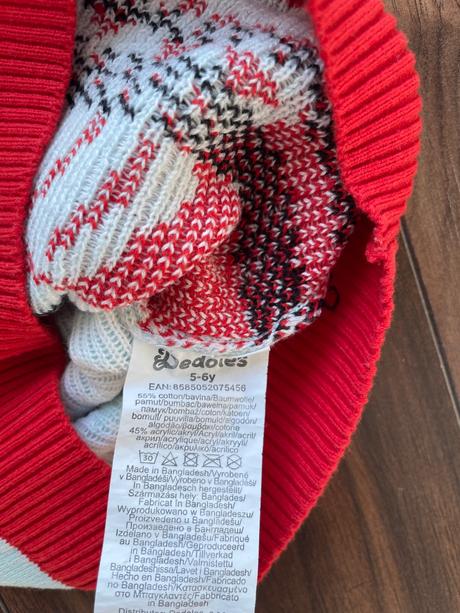 Dedoles
5-6y
EAN: 8585052075456
55% cotton/bavlna/Baumwolle/
pamut/bumbac/bawełna/pamuk/
памук/bombaž/coton/katoen/
bomull/puuvill/bomuld/algodón/
algodão/βαμβάκι/cotone
45% acrylic/akryl/Acryl/akril/acril/
акрил/acrylique/acryl/akryyli/
acrílico/ακρυλικό/acrilico
30
Made in Bangladesh/Vyrobené
v Bangladéši/Vyrobeno v Bangladéši/
In Bangladesch hergestellt/
Származási hely: Banglades/
Fabricat în Bangladesh/
Wyprodukowano w Bangladeszu/
Proizvedeno u Bangladešu/
Произведено в Бангладеш/
Izdelano v Bangladešu/Fabriqué
au Bangladesh/Geproduceerd
in Bangladesh/Tillverkad
i Bangladesh/Valmistettu
Bangladeshissa/Lavet i Bangladesh/
Hecho en Bangladesh/Fabricado
no Bangladesh/Κατασκευάζεται
στο Μπαγκλαντές/Fabbricato in Bangladesh